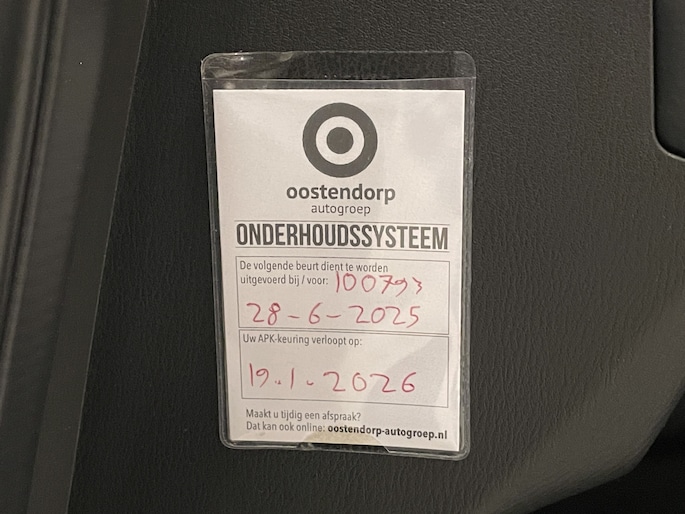 oostendorp
autogroep
ONDERHOUDSSYSTEEM
De volgende beurt dient te worden
uitgevoerd bij / voor: 100793
28-6-2025
Uw APK-keuring verloopt op:
19.1.2026
Maakt u tijdig een afspraak?
Dat kan ook online: oostendorp-autogroep.nl